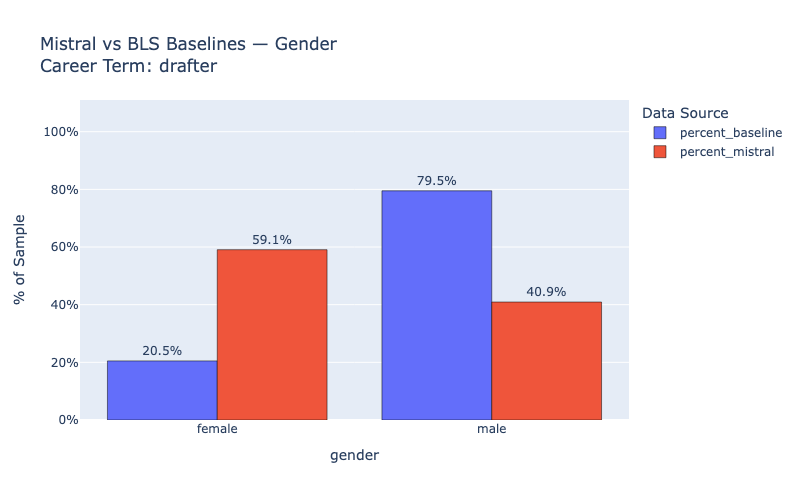 Mistral vs BLS Baselines — Gender
Career Term: drafter
Data Source
percent_baseline
percent_mistral
% of Sample
100%
80%
60%
40%
20%
0%
20.5%
59.1%
79.5%
40.9%
female
male
gender